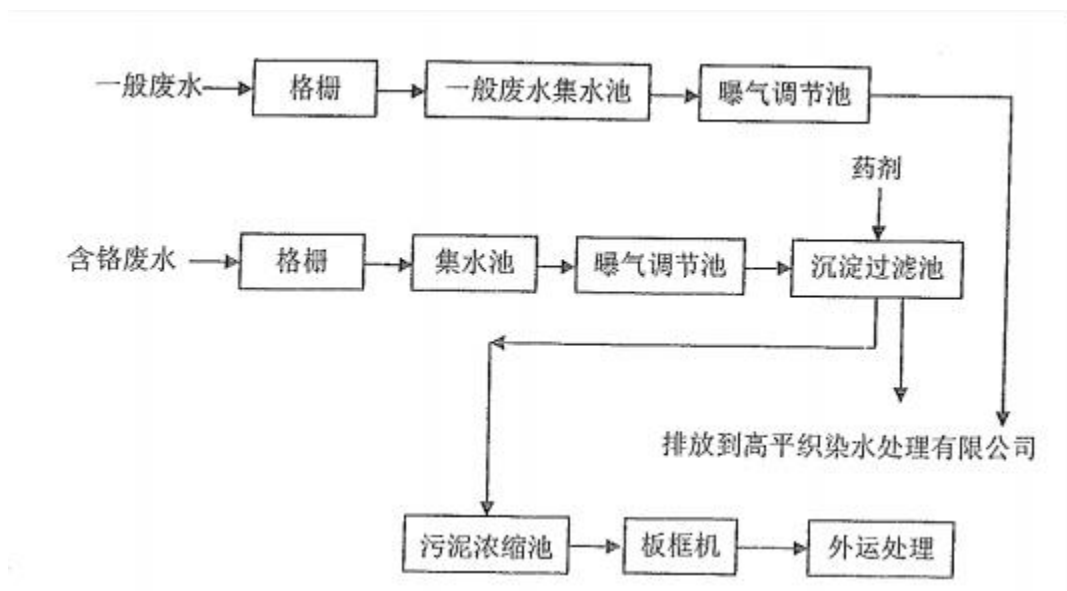 一般废水
格栅
一般废水集水池
曝气调节池
药剂
含铬废水
格栅
集水池
曝气调节池
沉淀过滤池
排放到高平织染水处理有限公司
污泥浓缩池
板框机
外运处理